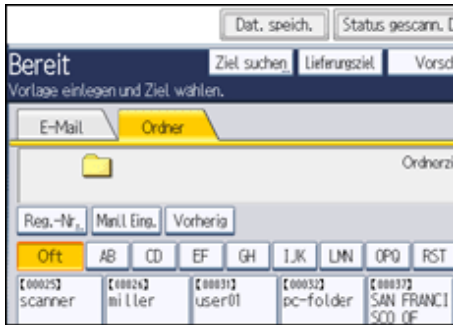 Dat. speich. Status gescann. D
Bereit Ziel suchen Lieferungsziel Vorsc
Vorlage einlegen und Ziel wählen.
E-Mail Ordner
Ordnerzi
Reg.-Nr. Manll Eing. Vorherig
Oft AB CD EF GH IJK LMN OPQ RST
[00025] [00026] [00031] [00032] [00037]
scanner miller user01 pc-folder SAN FRANCI
SCO OF